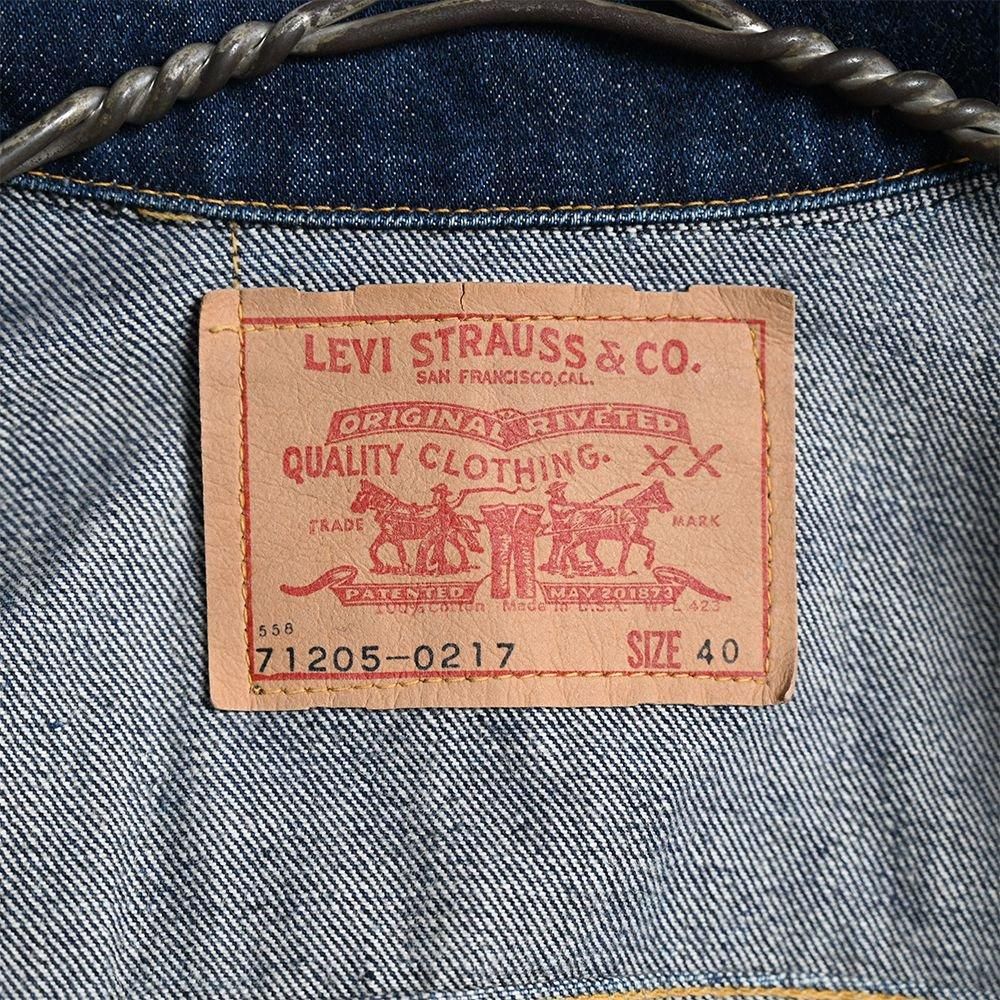 LEVI STRAUSS & CO.
SAN FRANCISCO, CAL.
ORIGINAL RIVETED
QUALITY CLOTHING. XX
TRADE MARK
PATENTED MAY 20 1873
100% Cotton Made in U.S.A. WPL 423
558
71205-0217 SIZE 40